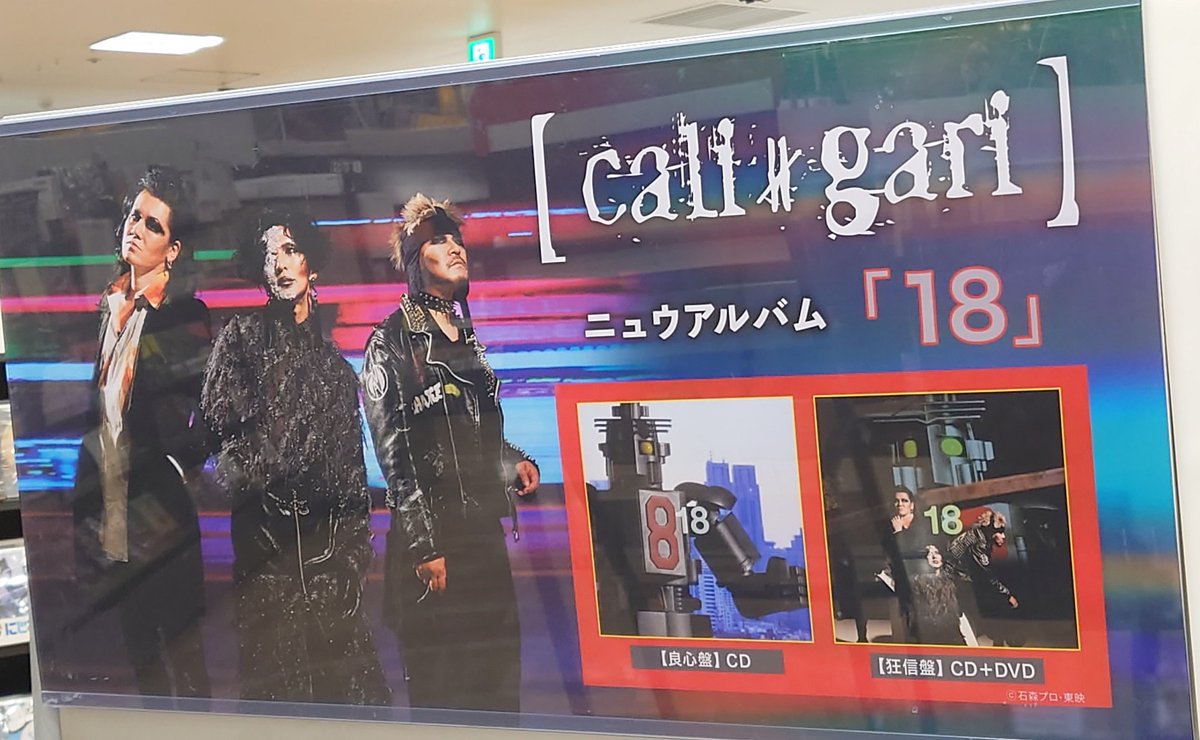 [cali≠gari]
ニュウアルバム 「18」
8 18
18
【良心盤】CD
【狂信盤】CD+DVD
©石森プロ・東映